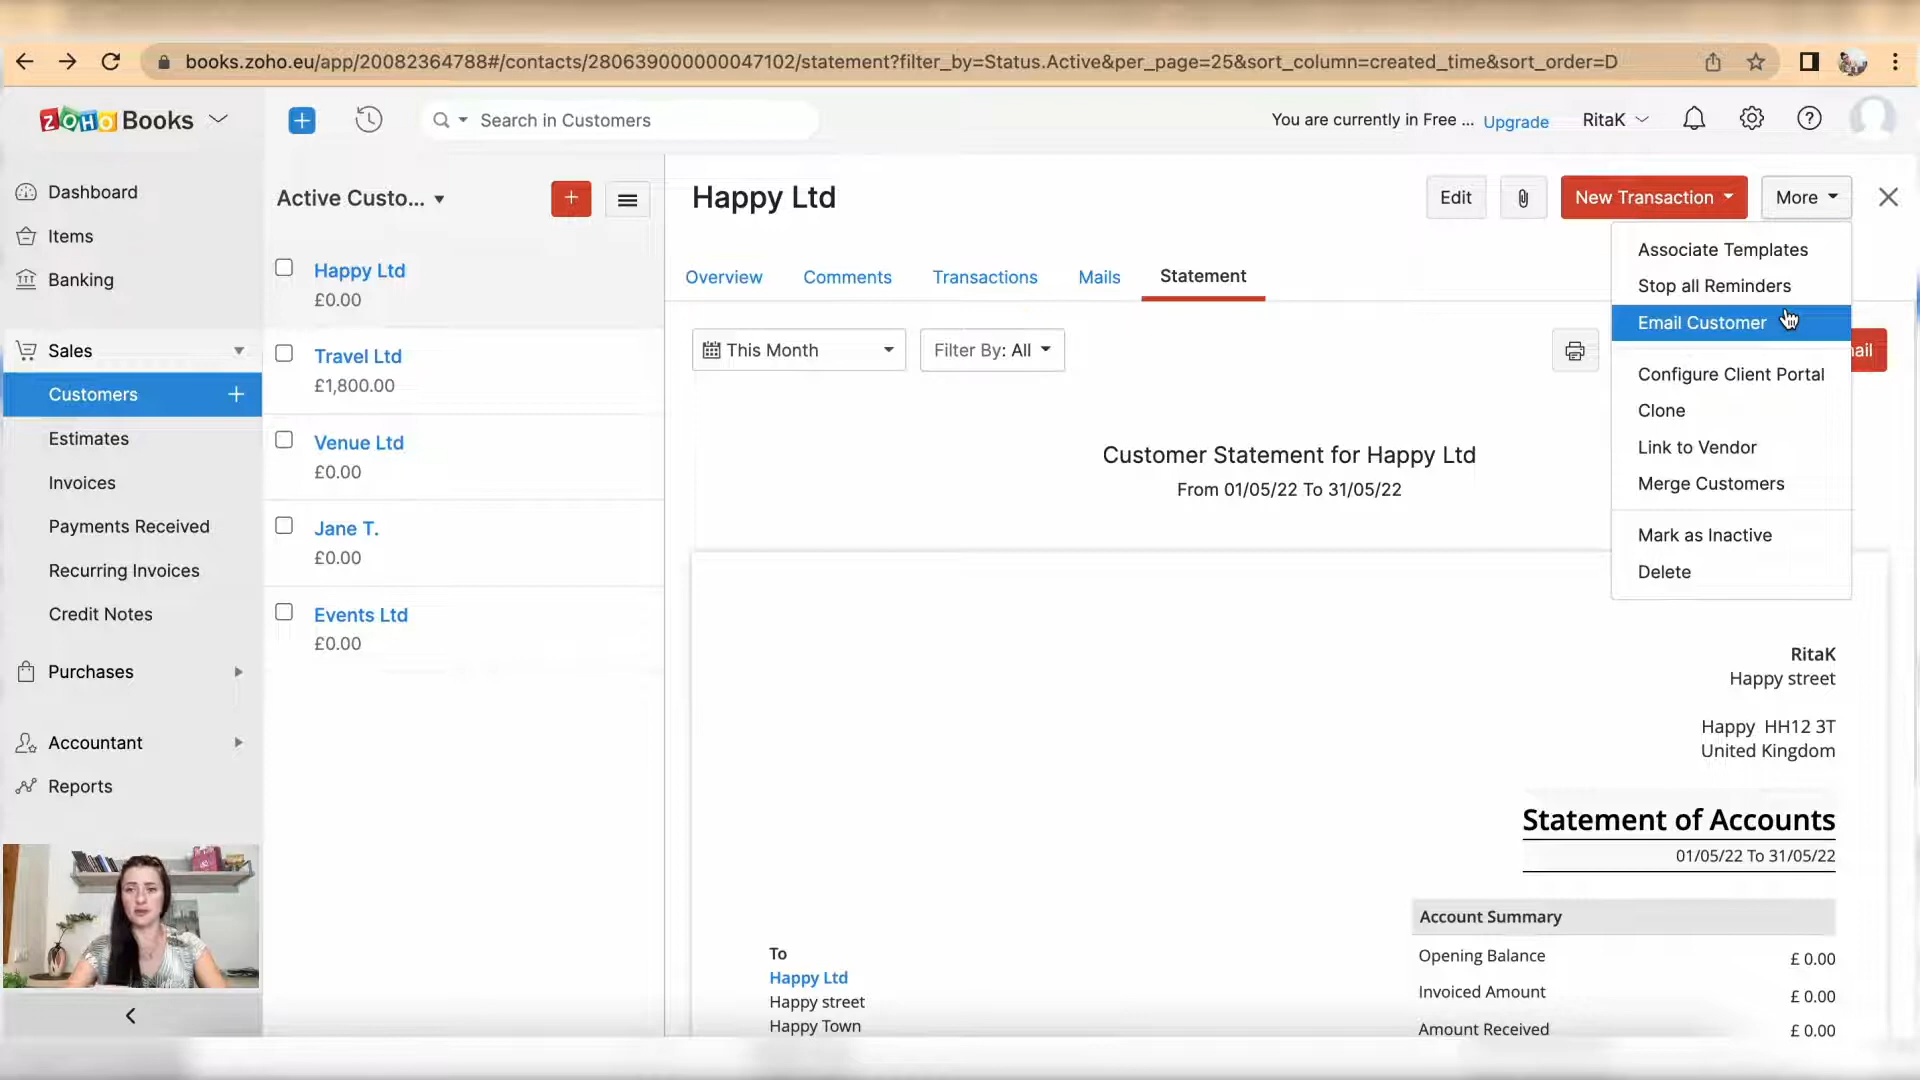 books.zoho.eu/app/20082364788#/contacts/280639000000047102/statement?filter_by=Status.Active&per_page=25&sort_column=created_time&sort_order=D
ZOHO Books
Search in Customers
You are currently in Free ... Upgrade
RitaK
Dashboard
Items
Banking
Sales
Customers
Estimates
Invoices
Payments Received
Recurring Invoices
Credit Notes
Purchases
Accountant
Reports
Active Custo...
Happy Ltd
£0.00
Travel Ltd
£1,800.00
Venue Ltd
£0.00
Jane T.
£0.00
Events Ltd
£0.00
Happy Ltd
Edit
New Transaction
More
Overview
Comments
Transactions
Mails
Statement
Associate Templates
Stop all Reminders
Email Customer
Configure Client Portal
Clone
Link to Vendor
Merge Customers
Mark as Inactive
Delete
This Month
Filter By: All
ail
Customer Statement for Happy Ltd
From 01/05/22 To 31/05/22
RitaK
Happy street
Happy HH12 3T
United Kingdom
Statement of Accounts
01/05/22 To 31/05/22
To
Happy Ltd
Happy street
Happy Town
Account Summary
Opening Balance £ 0.00
Invoiced Amount £ 0.00
Amount Received £ 0.00